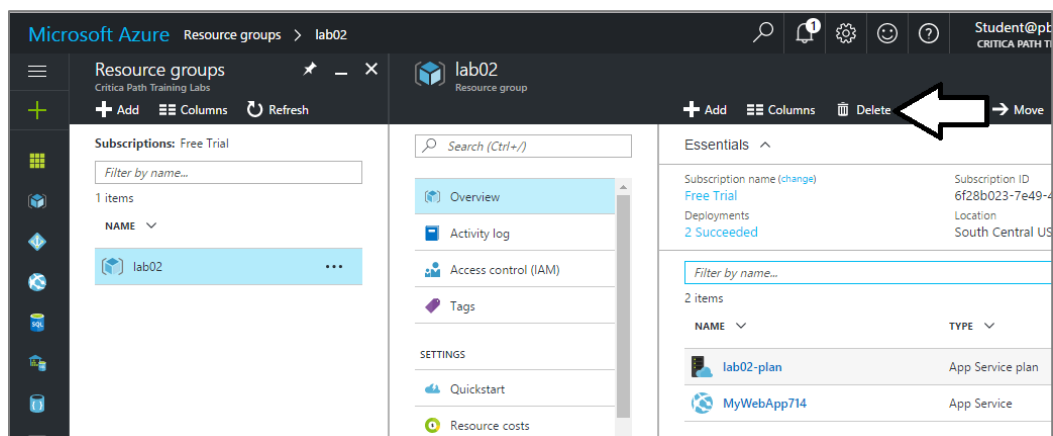 Microsoft Azure Resource groups > lab02
1
Student@pb
CRITICA PATH T
Resource groups
Critica Path Training Labs
Add Columns Refresh
Subscriptions: Free Trial
Filter by name...
1 items
NAME
lab02
...
lab02
Resource group
Search (Ctrl+/)
Overview
Activity log
Access control (IAM)
Tags
SETTINGS
Quickstart
Resource costs
Add Columns Delete Move
Essentials
Subscription name (change)
Free Trial
Deployments
2 Succeeded
Subscription ID
6f28b023-7e49-4
Location
South Central US
Filter by name...
2 items
NAME TYPE
lab02-plan App Service plan
MyWebApp714 App Service
SQL